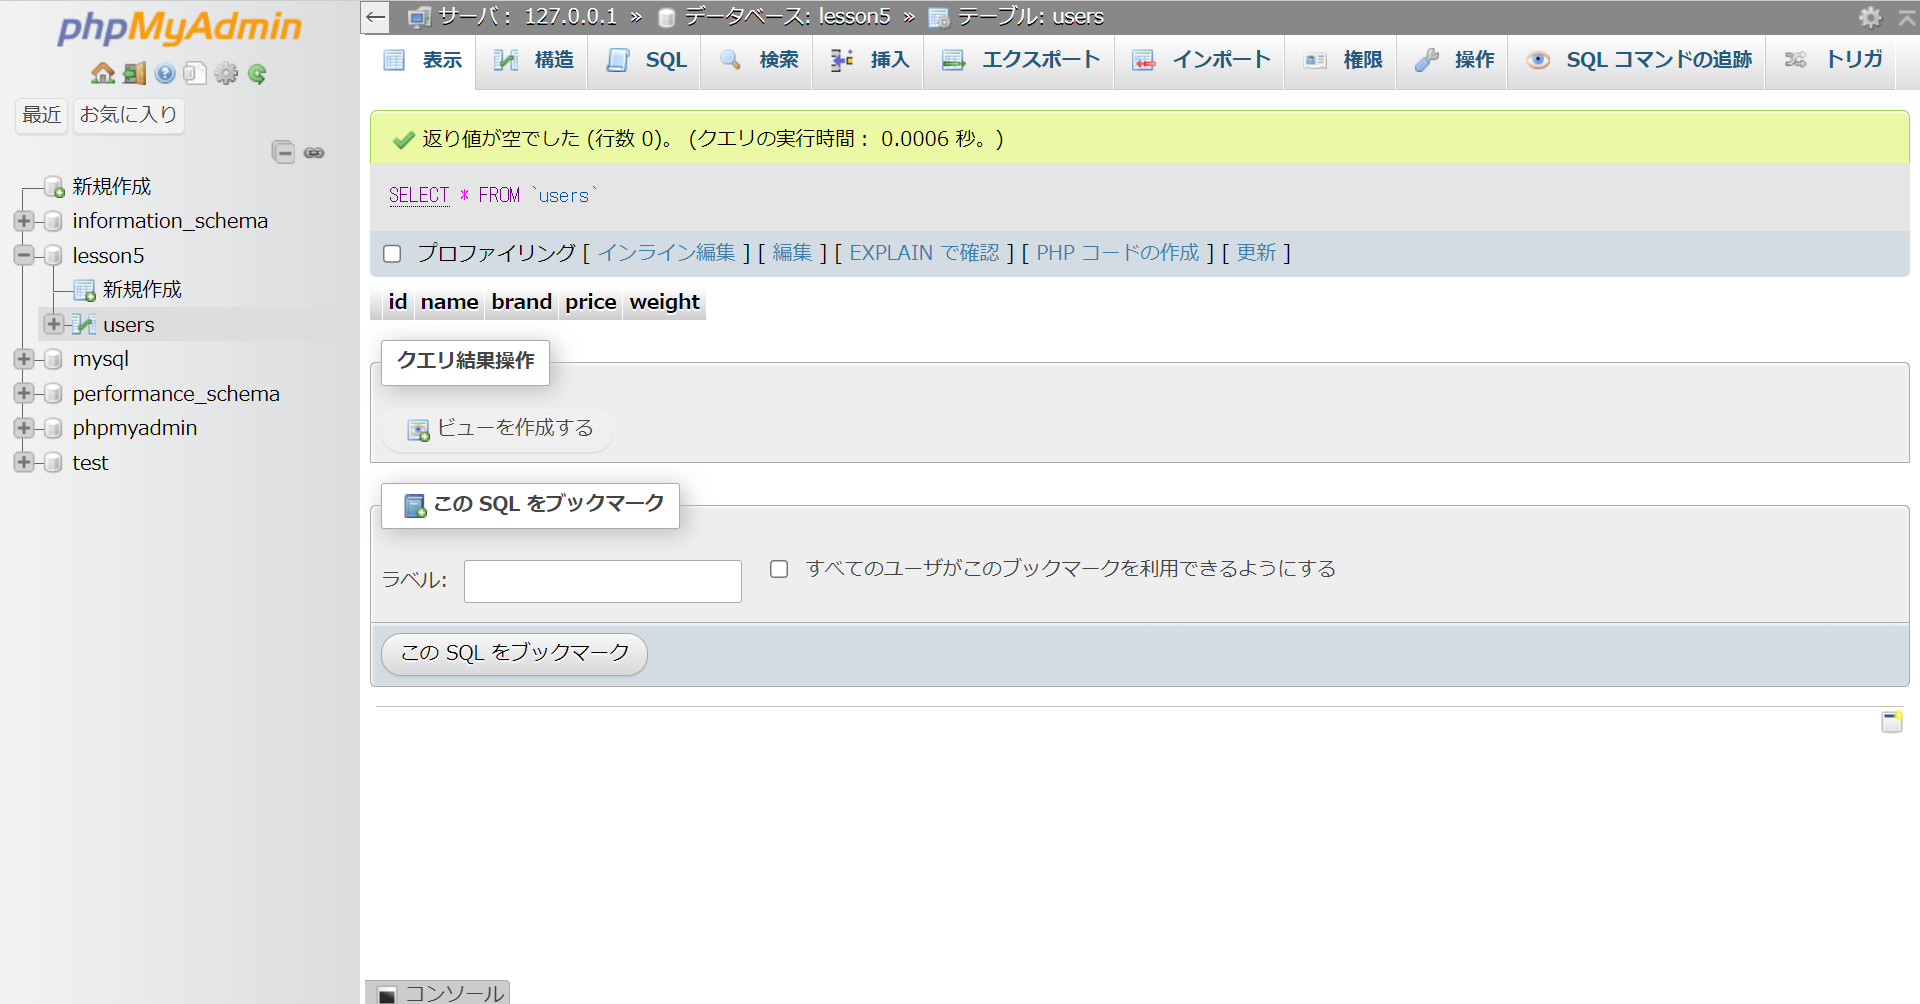 phpMyAdmin
最近 お気に入り
新規作成
information_schema
lesson5
新規作成
users
mysql
performance_schema
phpmyadmin
test
サーバ: 127.0.0.1 » データベース: lesson5 » テーブル: users
表示 構造 SQL 検索 挿入 エクスポート インポート 権限 操作 SQL コマンドの追跡 トリガ
返り値が空でした (行数 0)。 (クエリの実行時間: 0.0006 秒。)
SELECT * FROM `users`
プロファイリング [ インライン編集 ] [ 編集 ] [ EXPLAIN で確認 ] [ PHP コードの作成 ] [ 更新 ]
id name brand price weight
クエリ結果操作
ビューを作成する
この SQL をブックマーク
ラベル: すべてのユーザがこのブックマークを利用できるようにする
この SQL をブックマーク
コンソール